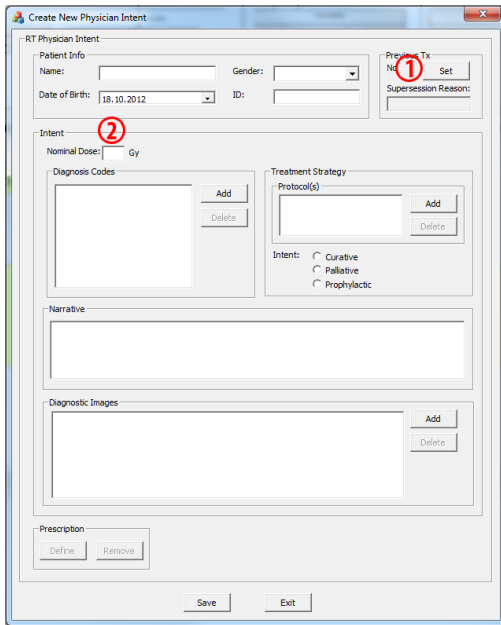 Create New Physician Intent
RT Physician Intent
Patient Info
Name:
Gender:
Date of Birth:
18.10.2012
ID:
Previous Tx
No
1
Set
Supersession Reason:
Intent
2
Nominal Dose:
Gy
Diagnosis Codes
Add
Delete
Treatment Strategy
Protocol(s)
Add
Delete
Intent:
Curative
Palliative
Prophylactic
Narrative
Diagnostic Images
Add
Delete
Prescription
Define
Remove
Save
Exit